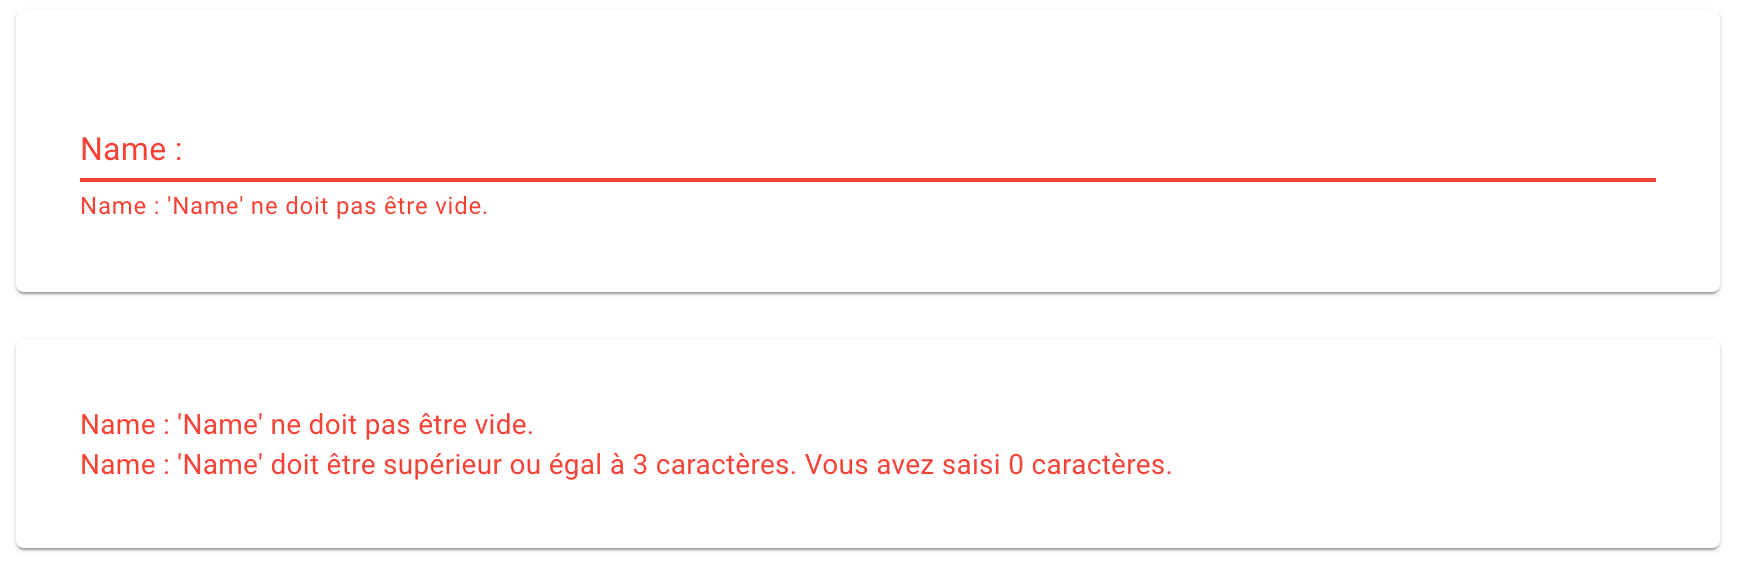 Name :
Name : 'Name' ne doit pas être vide.
Name : 'Name' ne doit pas être vide.
Name : 'Name' doit être supérieur ou égal à 3 caractères. Vous avez saisi 0 caractères.